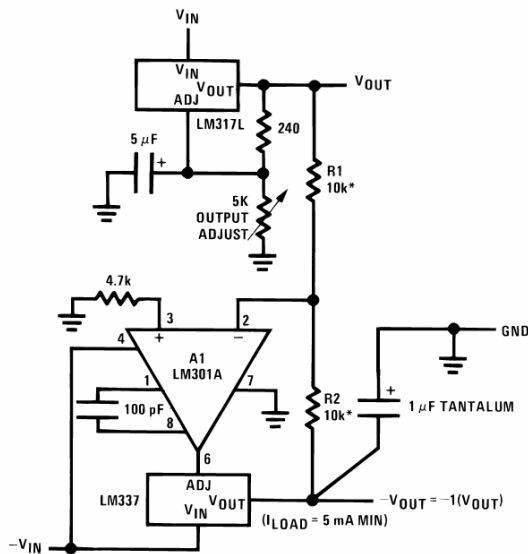 VIN
VIN
VOUT
ADJ
VOUT
LM317L
240
5 μF
+
R1
10k*
5K
OUTPUT
ADJUST
4.7k
3
2
+
−
4
A1
LM301A
GND
1
7
R2
10k*
+
1 μF TANTALUM
100 pF
8
6
ADJ
LM337
VOUT
VIN
−VOUT = −1(VOUT)
(ILOAD = 5 mA MIN)
−VIN